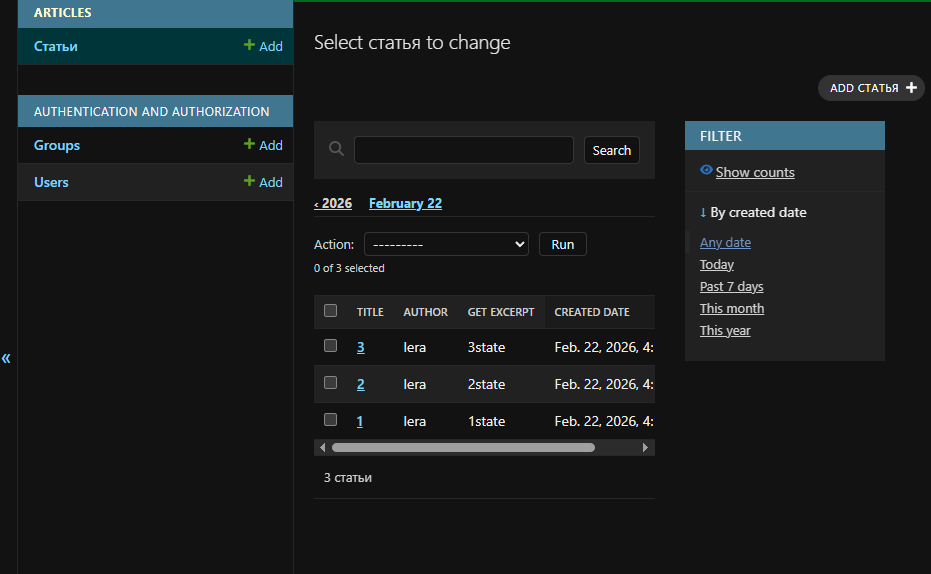 ARTICLES
Статьи + Add
AUTHENTICATION AND AUTHORIZATION
Groups + Add
Users + Add
«
Select статья to change
ADD СТАТЬЯ +
Search
‹ 2026 February 22
Action: --------- Run
0 of 3 selected
TITLE AUTHOR GET EXCERPT CREATED DATE
3 lera 3state Feb. 22, 2026, 4:
2 lera 2state Feb. 22, 2026, 4:
1 lera 1state Feb. 22, 2026, 4:
3 статьи
FILTER
Show counts
↓ By created date
Any date
Today
Past 7 days
This month
This year